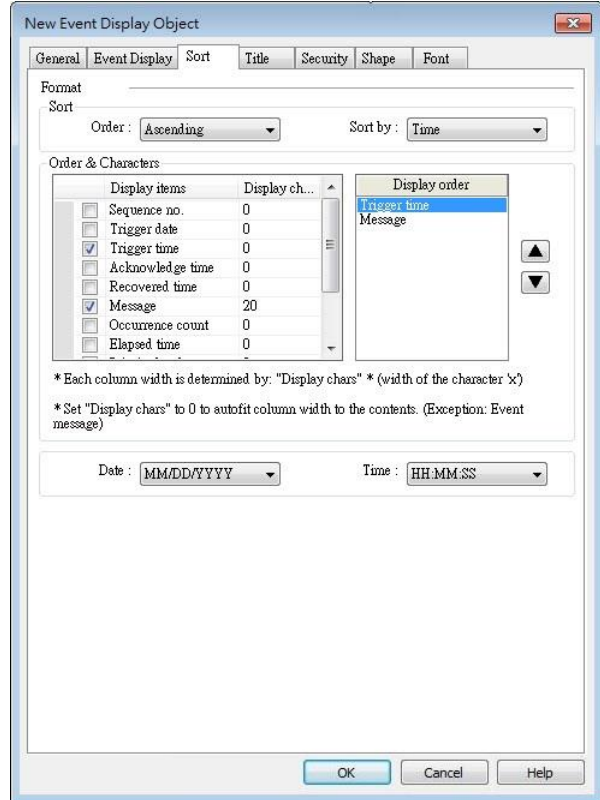 New Event Display Object
General Event Display Sort Title Security Shape Font
Format
Sort
Order : Ascending Sort by : Time
Order & Characters
Display items Display ch... Display order
Sequence no. 0 Trigger time
Trigger date 0 Message
Trigger time 0
Acknowledge time 0
Recovered time 0
Message 20
Occurrence count 0
Elapsed time 0
* Each column width is determined by: "Display chars" * (width of the character 'x')
* Set "Display chars" to 0 to autofit column width to the contents. (Exception: Event
message)
Date : MM/DD/YYYY Time : HH:MM:SS
OK Cancel Help